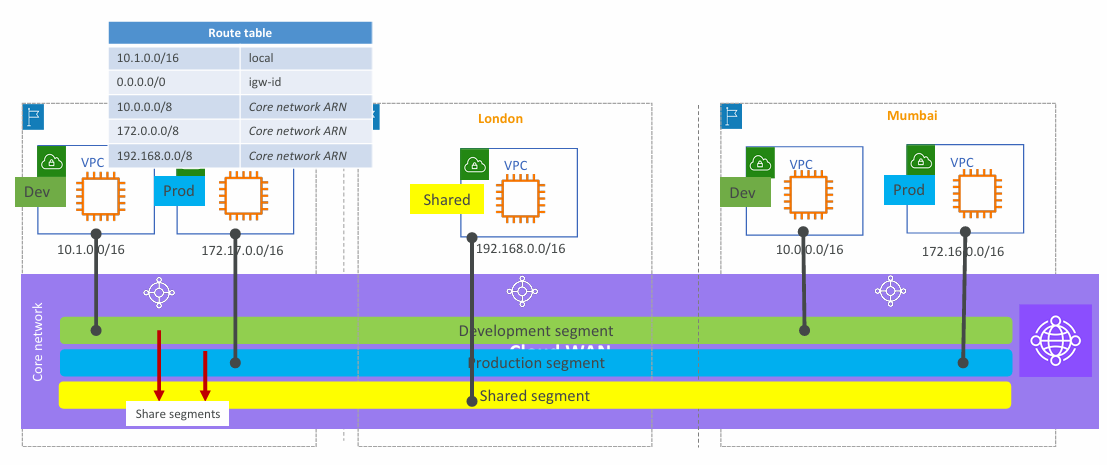 Route table
10.1.0.0/16 local
0.0.0.0/0 igw-id
10.0.0.0/8 Core network ARN
172.0.0.0/8 Core network ARN
192.168.0.0/8 Core network ARN
London
Mumbai
VPC
VPC
VPC
VPC
Dev
Prod
Shared
Dev
Prod
10.1.0.0/16
172.17.0.0/16
192.168.0.0/16
10.0.0.0/16
172.16.0.0/16
Core network
Development segment
Cloud WAN
Production segment
Shared segment
Share segments